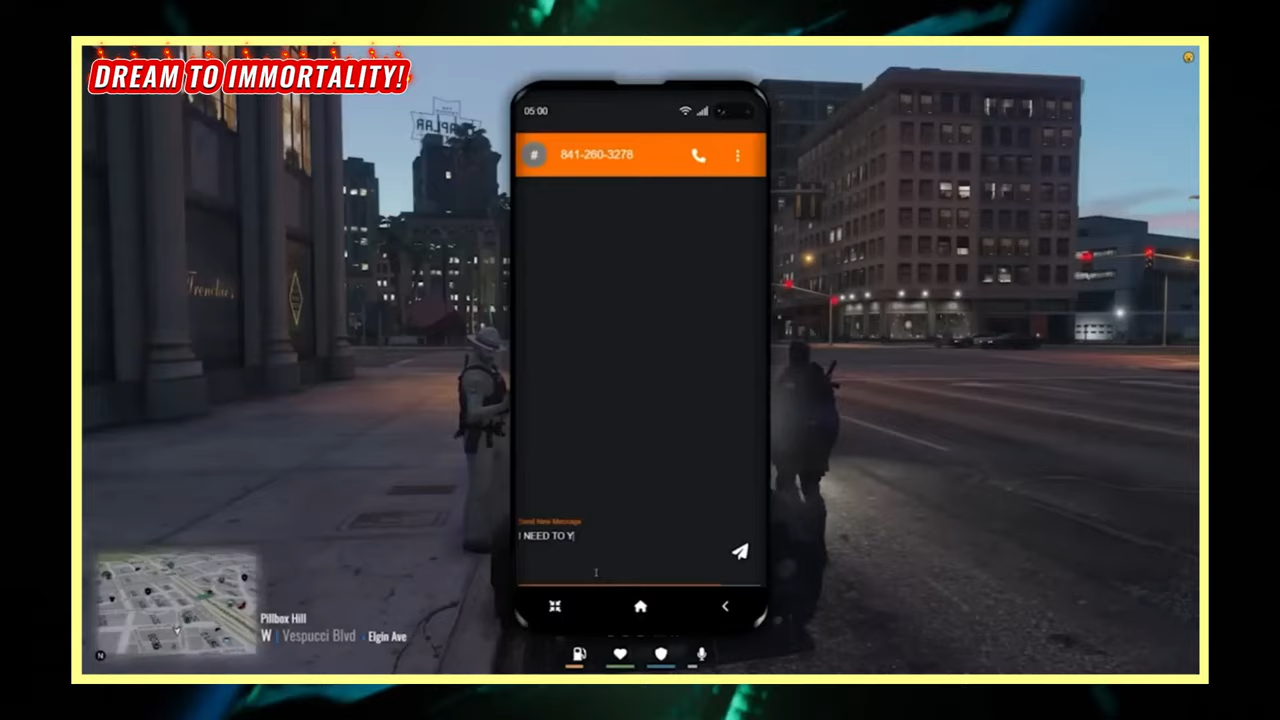 DREAM TO IMMORTALITY!
05:00
# 841-260-3278
Trenchie's
Send New Message
I NEED TO Y
Pillbox Hill
W | Vespucci Blvd - Elgin Ave
N